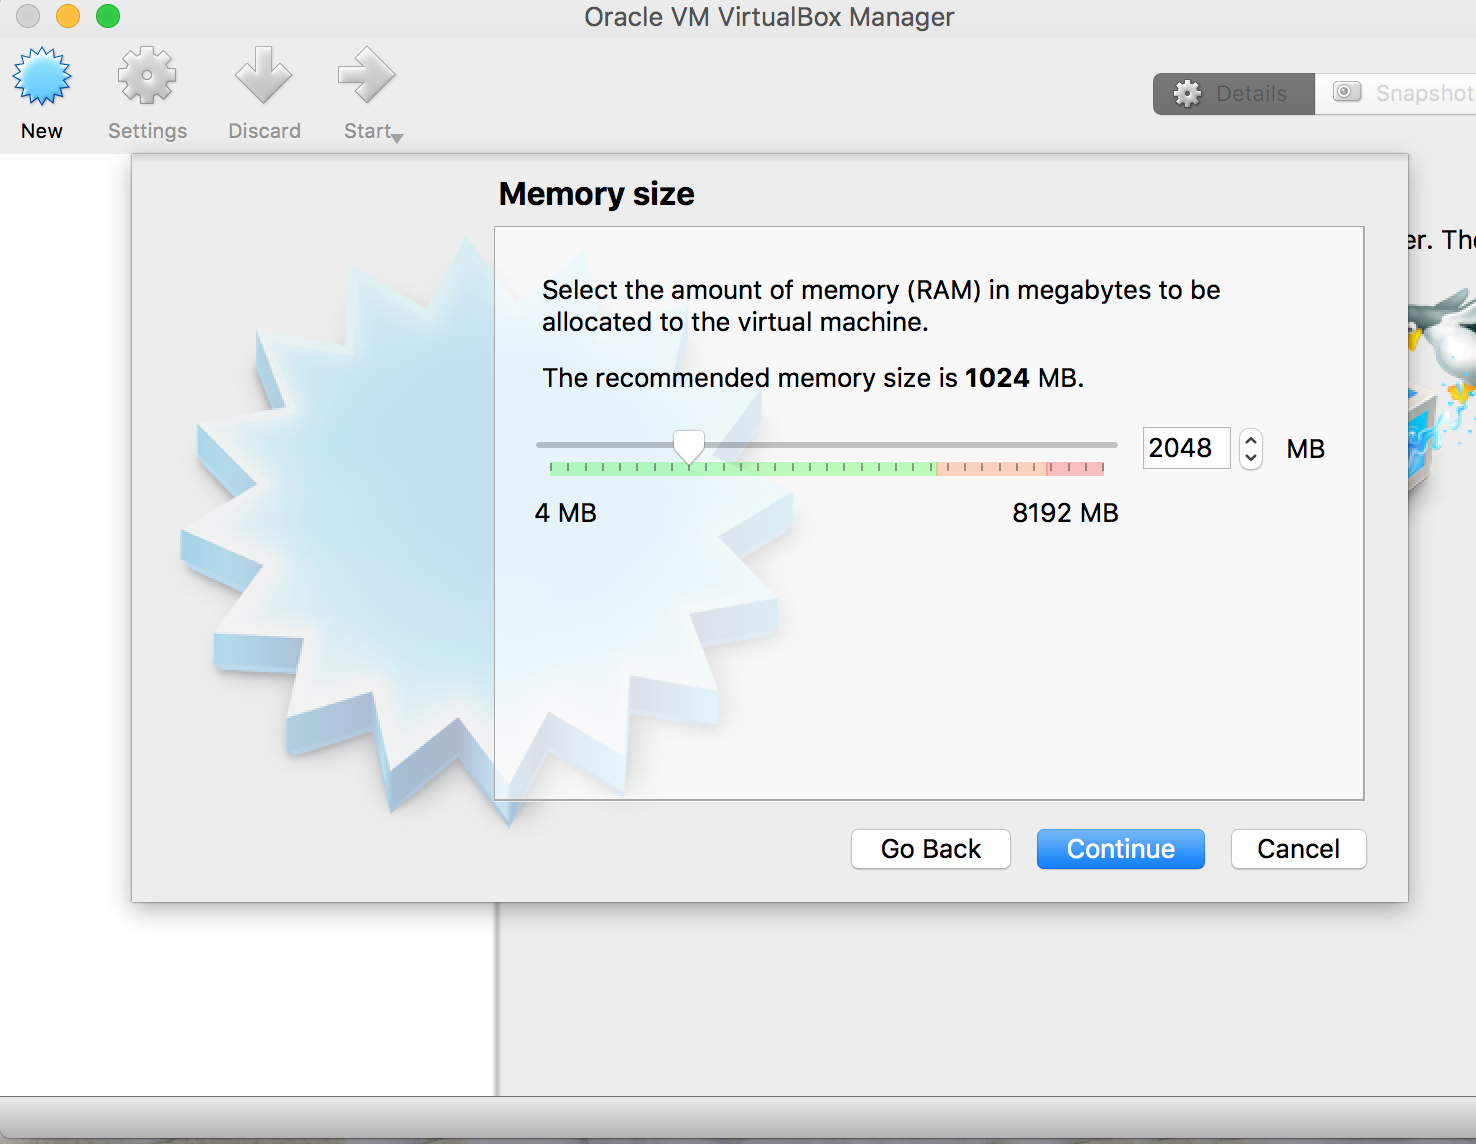 Oracle VM VirtualBox Manager
New
Settings
Discard
Start
Details
Snapshot
Memory size
er. The
Select the amount of memory (RAM) in megabytes to be
allocated to the virtual machine.
The recommended memory size is 1024 MB.
2048 MB
4 MB
8192 MB
Go Back
Continue
Cancel